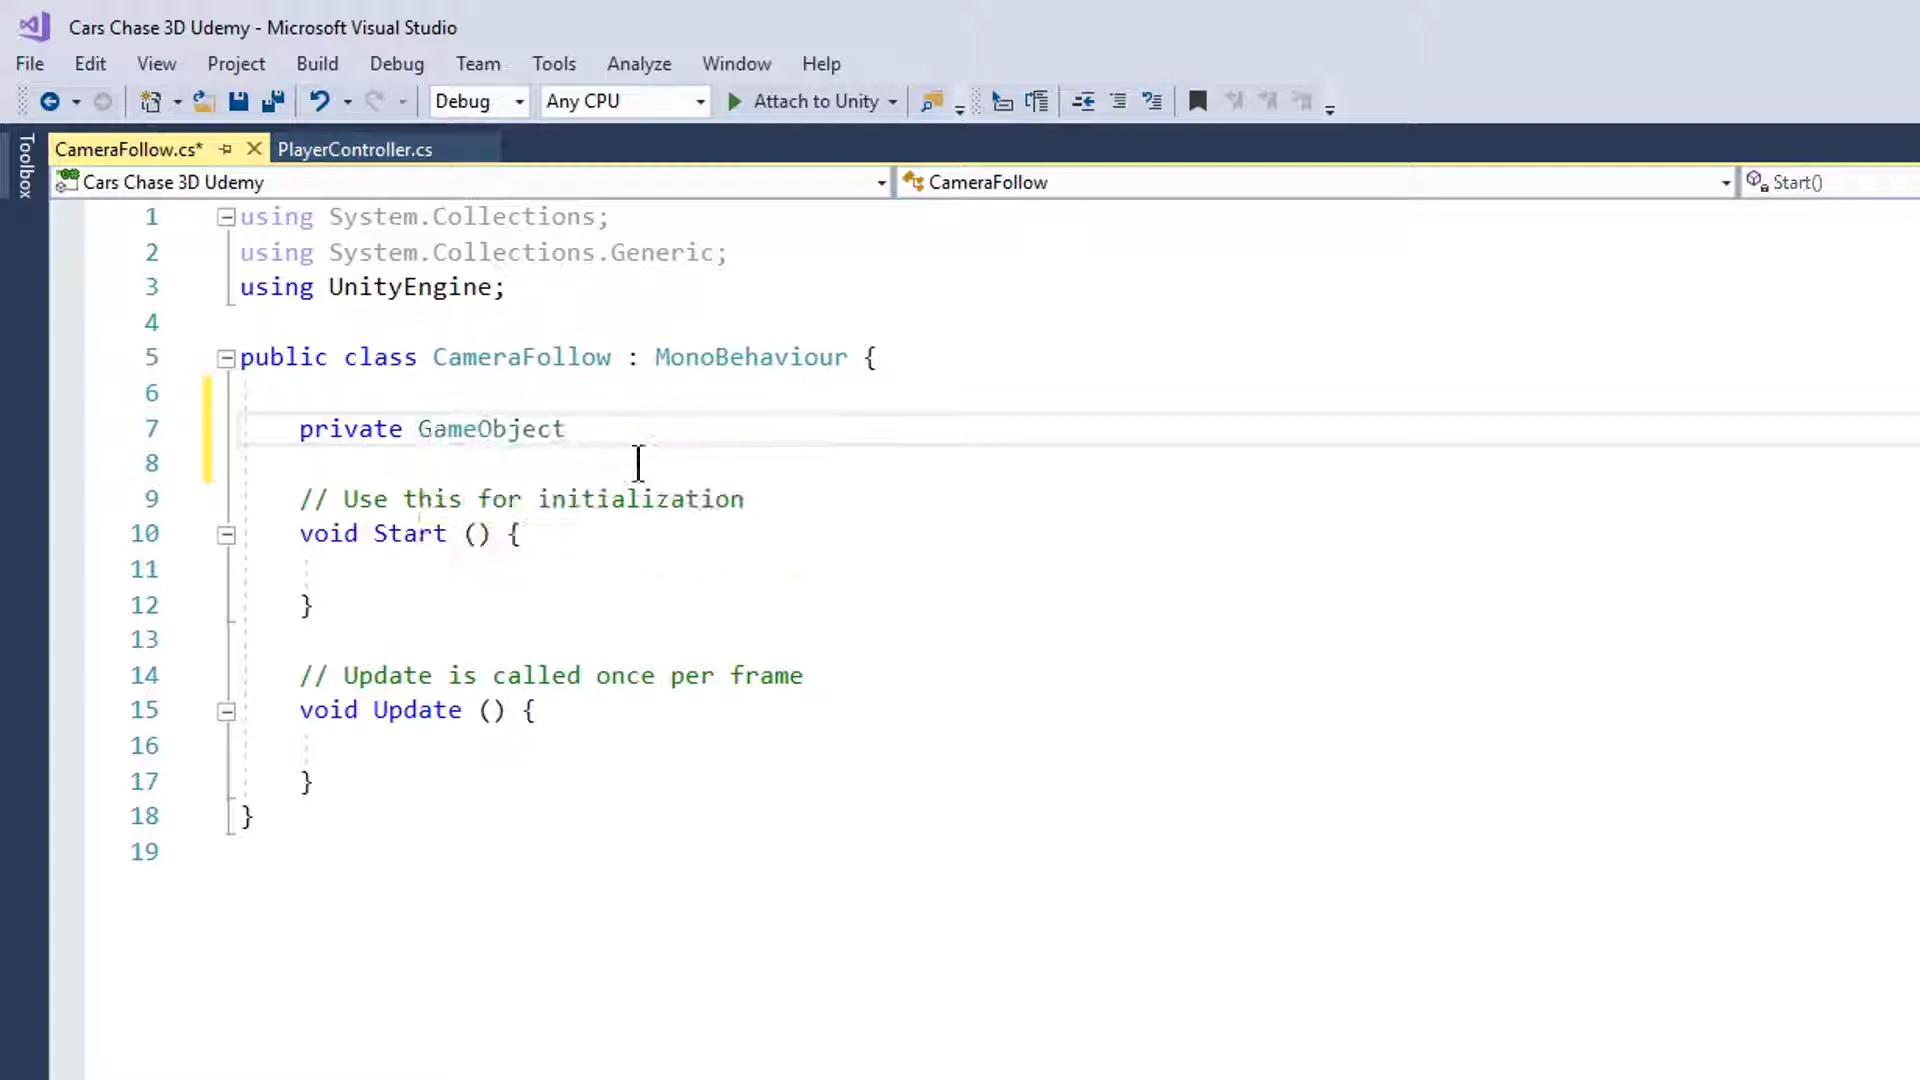 Cars Chase 3D Udemy - Microsoft Visual Studio
File Edit View Project Build Debug Team Tools Analyze Window Help
Debug Any CPU Attach to Unity
Toolbox
CameraFollow.cs* PlayerController.cs
Cars Chase 3D Udemy CameraFollow Start()
1 using System.Collections;
2 using System.Collections.Generic;
3 using UnityEngine;
4
5 public class CameraFollow : MonoBehaviour {
6
7 private GameObject
8
9 // Use this for initialization
10 void Start () {
11
12 }
13
14 // Update is called once per frame
15 void Update () {
16
17 }
18 }
19